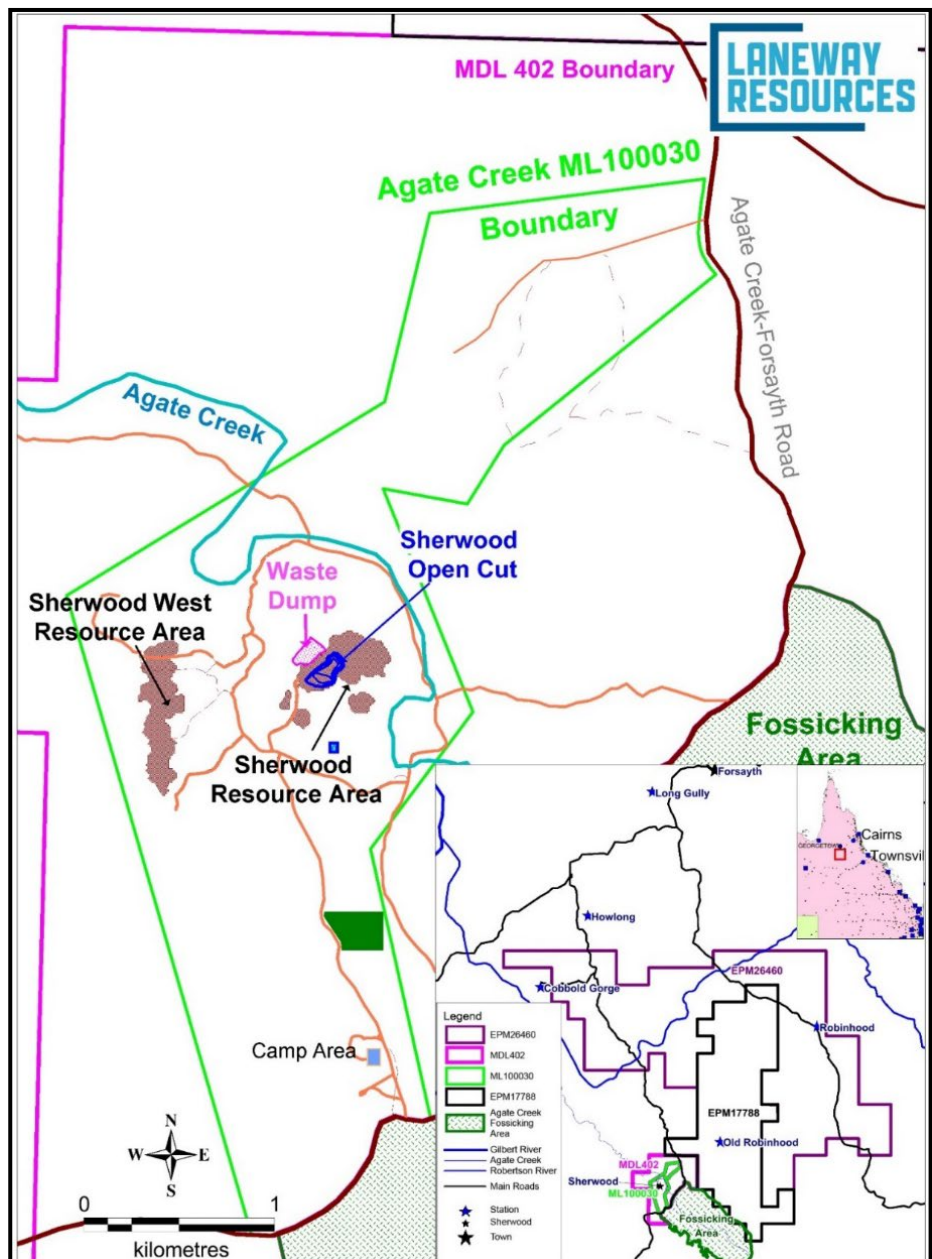 LANEWAY
RESOURCES
MDL 402 Boundary
Agate Creek ML100030
Boundary
Agate Creek-Forsayth Road
Agate Creek
Sherwood
Open Cut
Waste
Dump
Sherwood West
Resource Area
Sherwood
Resource Area
Fossicking
Area
Camp Area
N
W
E
S
0
1
kilometres
Forsayth
Long Gully
Howlong
Cobbold Gorge
EPM26460
Robinhood
EPM17788
Old Robinhood
MDL402
Sherwood
ML100030
Fossicking
Area
Cairns
GEORGETOWN
Townsvil
Legend
EPM26460
MDL402
ML100030
EPM17788
Agate Creek
Fossicking
Area
Gilbert River
Agate Creek
Robertson River
Main Roads
Station
Sherwood
Town